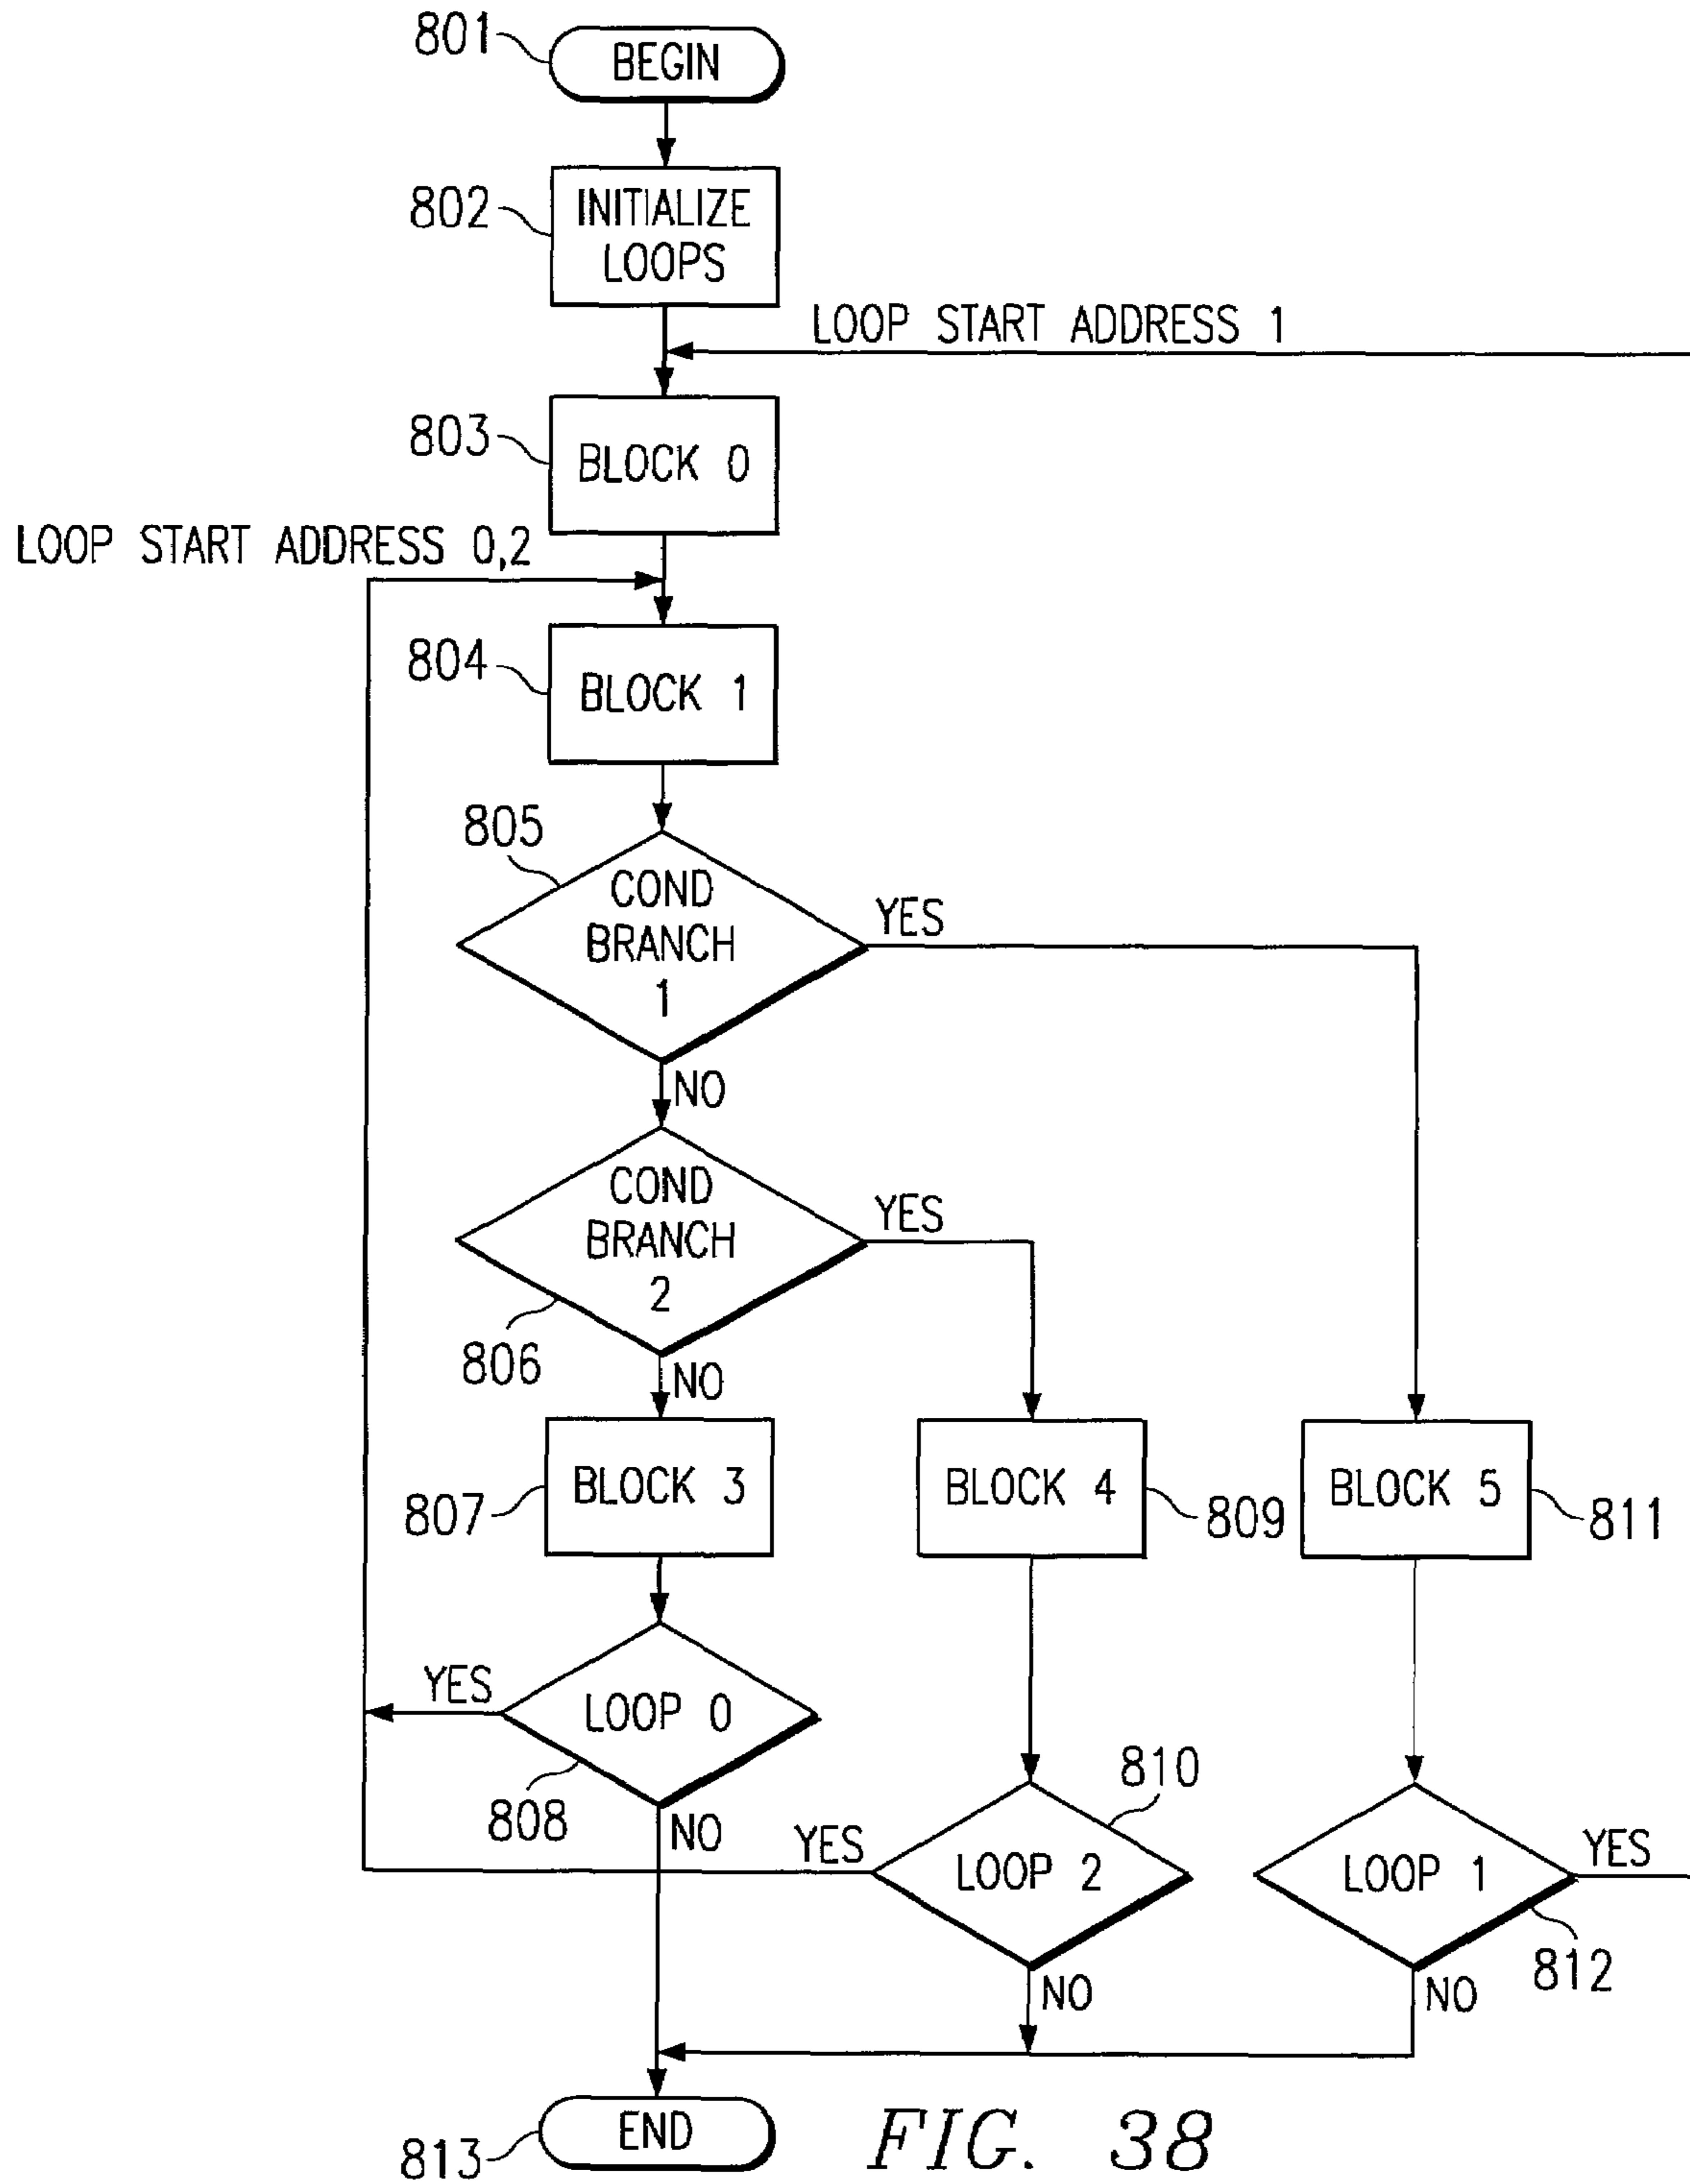 801
BEGIN
802
INITIALIZE
LOOPS
LOOP START ADDRESS 1
803
BLOCK 0
LOOP START ADDRESS 0,2
804
BLOCK 1
805
COND
BRANCH
1
YES
NO
COND
BRANCH
2
YES
806
NO
BLOCK 3
807
BLOCK 4
809
BLOCK 5
811
YES
LOOP 0
808
NO
810
YES
LOOP 2
LOOP 1
YES
812
NO
NO
END
813
FIG. 38